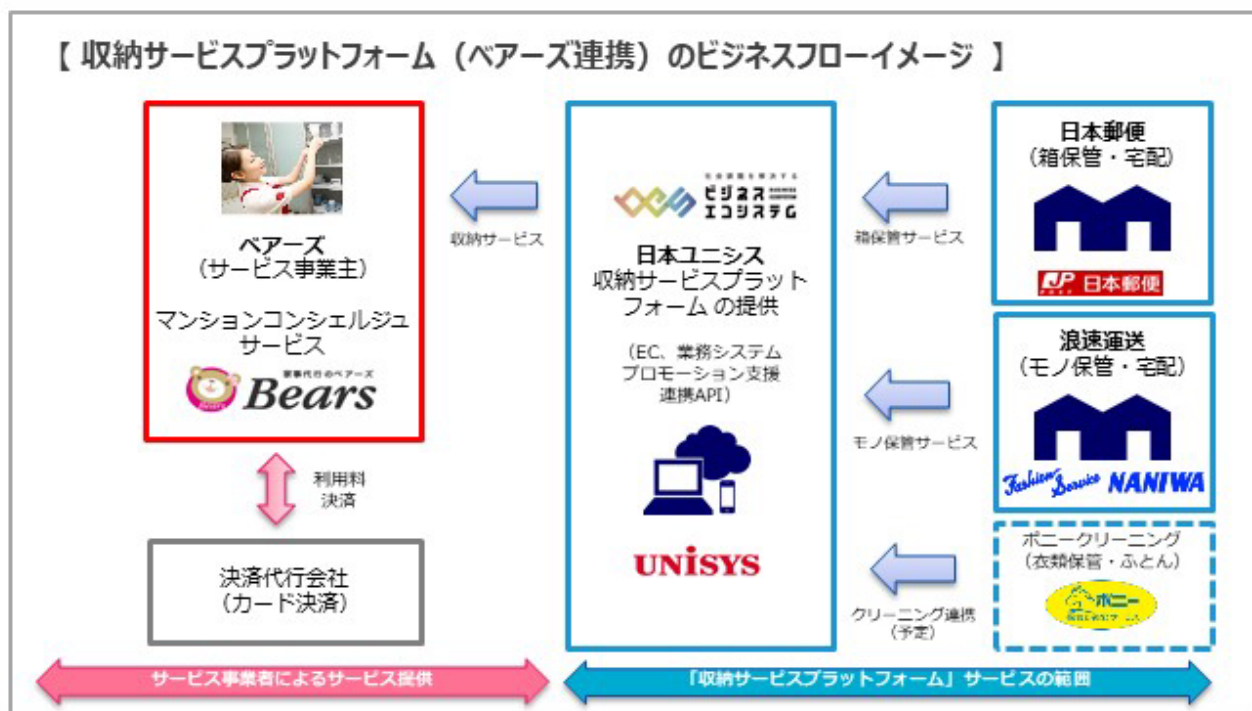 【 収納サービスプラットフォーム（ベアーズ連携）のビジネスフローイメージ 】
ベアーズ
（サービス事業主）
マンションコンシェルジュ
サービス
家事代行のベアーズ
Bears
利用料
決済
決済代行会社
（カード決済）
サービス事業者によるサービス提供
収納サービス
社会課題を解決する
ビジネス
エコシステム
日本ユニシス
収納サービスプラット
フォーム の提供
（EC、業務システム
プロモーション支援
連携API）
UNISYS
箱保管サービス
モノ保管サービス
クリーニング連携
（予定）
日本郵便
（箱保管・宅配）
JP
POST
日本郵便
浪速運送
（モノ保管・宅配）
Fashion Service NANIWA
ポニークリーニング
（衣類保管・ふとん）
ポニー
「収納サービスプラットフォーム」サービスの範囲